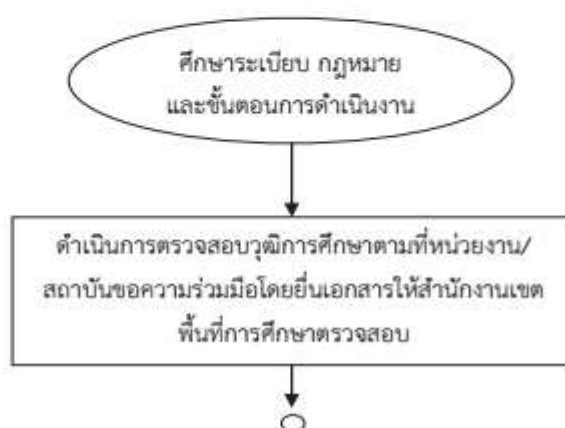 ศึกษาระเบียบ กฎหมาย
และขั้นตอนการดำเนินงาน
ดำเนินการตรวจสอบวุฒิการศึกษาตามที่หน่วยงาน/
สถาบันขอความร่วมมือโดยยื่นเอกสารให้สำนักงานเขต
พื้นที่การศึกษาตรวจสอบ